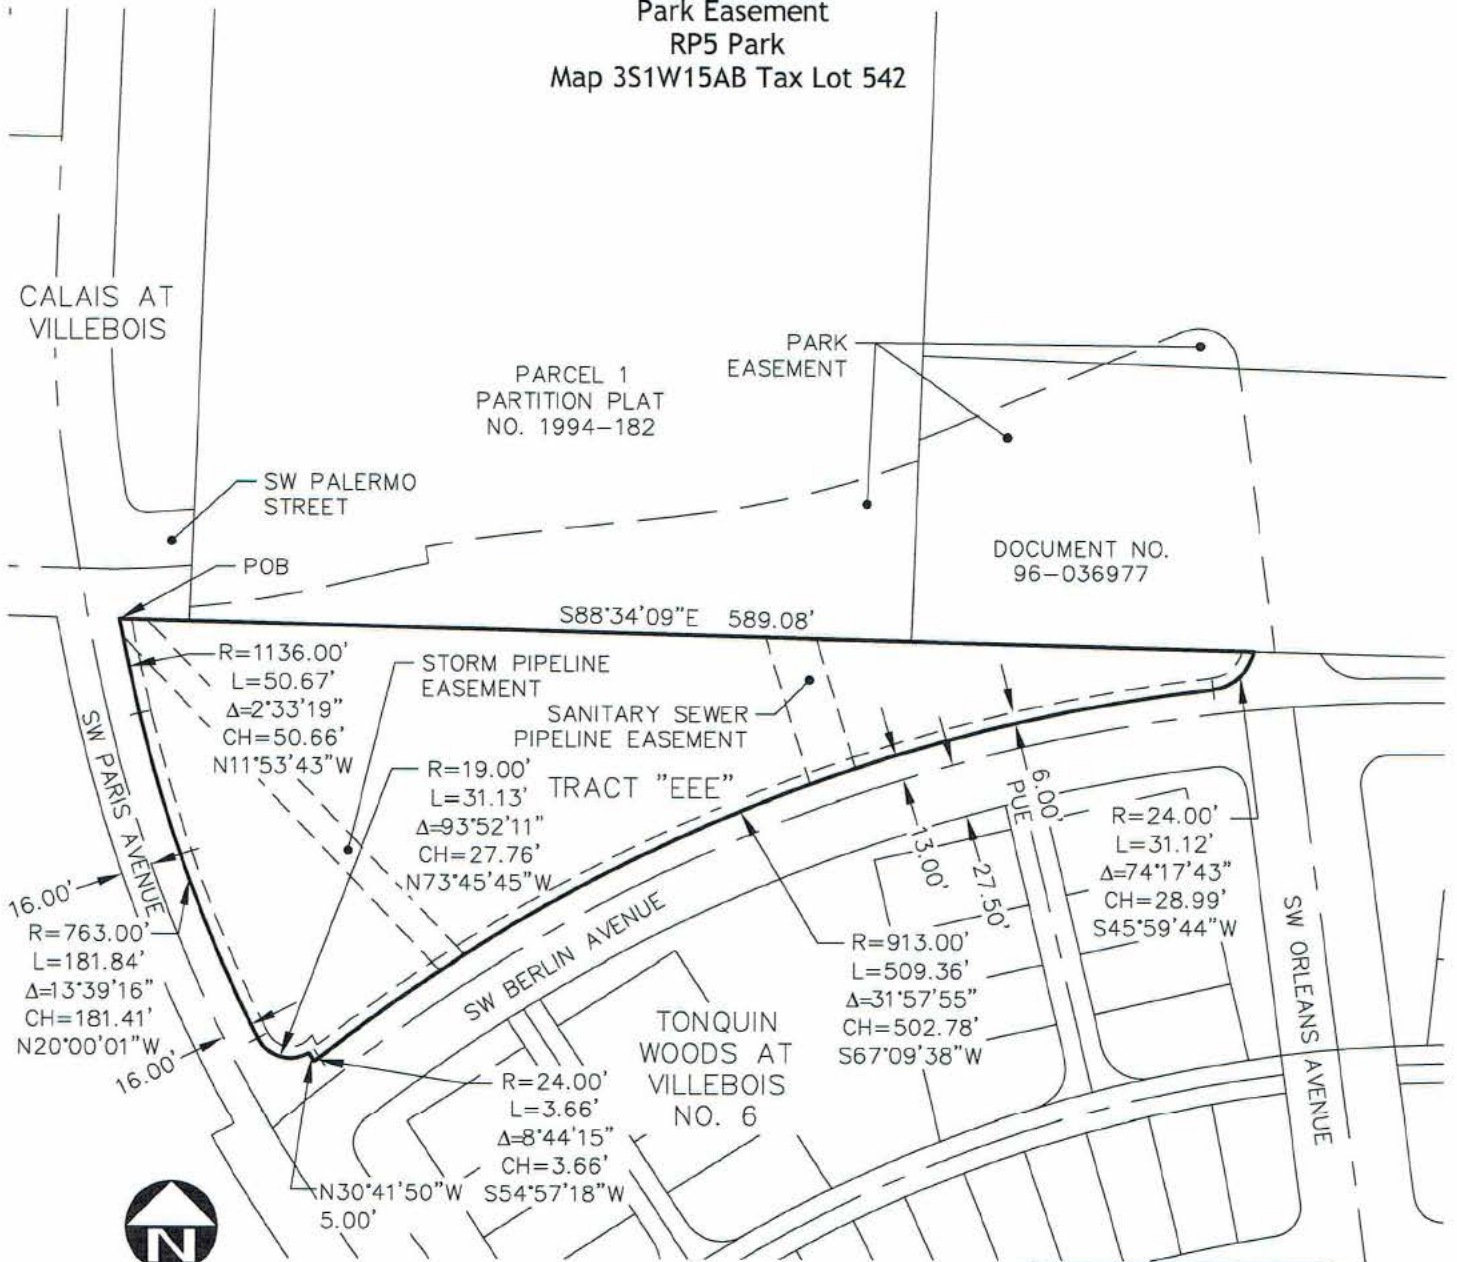 Park Easement
RP5 Park
Map 3S1W15AB Tax Lot 542
CALAIS AT
VILLEBOIS
PARCEL 1
PARTITION PLAT
NO. 1994-182
PARK
EASEMENT
SW PALERMO
STREET
POB
DOCUMENT NO.
96-036977
S88°34'09"E 589.08'
R=1136.00'
L=50.67'
Δ=2°33'19"
CH=50.66'
N11°53'43"W
STORM PIPELINE
EASEMENT
SANITARY SEWER
PIPELINE EASEMENT
TRACT "EEE"
R=19.00'
L=31.13'
Δ=93°52'11"
CH=27.76'
N73°45'45"W
SW PARIS AVENUE
16.00'
R=763.00'
L=181.84'
Δ=13°39'16"
CH=181.41'
N20°00'01"W
16.00'
SW BERLIN AVENUE
6.00'
PUE
13.00'
27.50'
R=24.00'
L=31.12'
Δ=74°17'43"
CH=28.99'
S45°59'44"W
R=913.00'
L=509.36'
Δ=31°57'55"
CH=502.78'
S67°09'38"W
SW ORLEANS AVENUE
TONQUIN
WOODS AT
VILLEBOIS
NO. 6
R=24.00'
L=3.66'
Δ=8°44'15"
CH=3.66'
S54°57'18"W
N30°41'50"W
5.00'
N